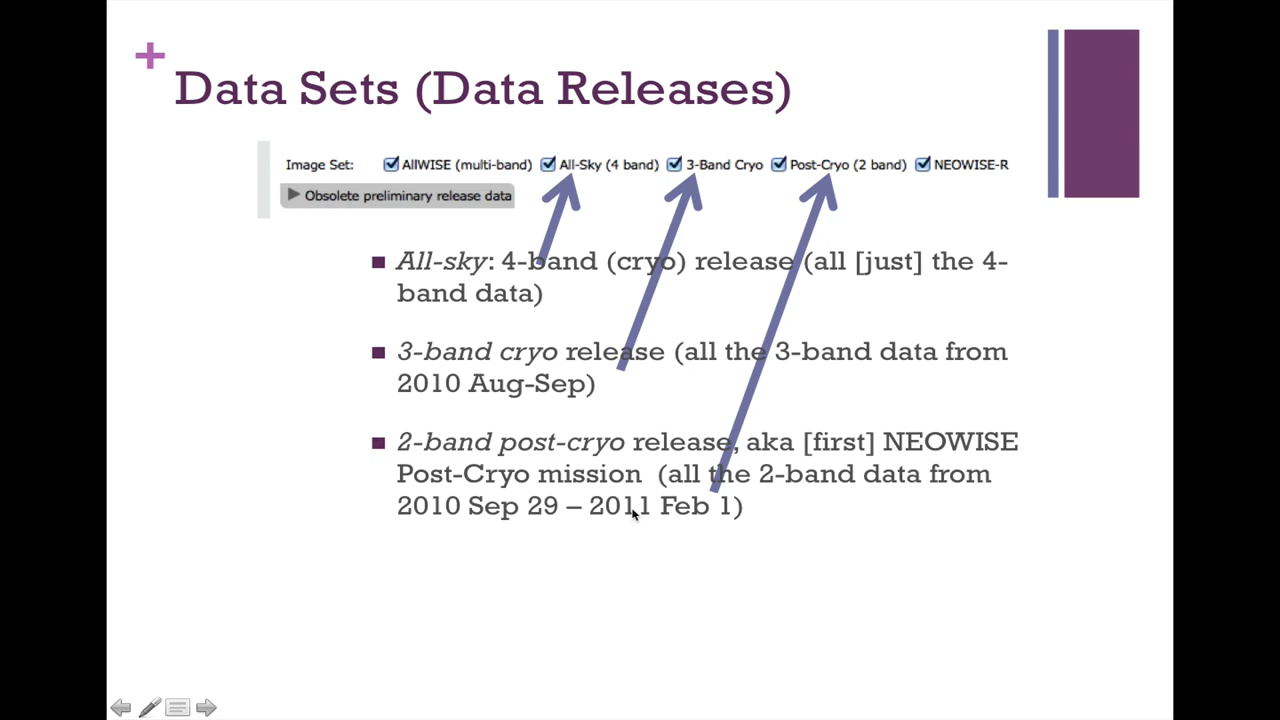 +
Data Sets (Data Releases)
Image Set: AllWISE (multi-band) All-Sky (4 band) 3-Band Cryo Post-Cryo (2 band) NEOWISE-R
Obsolete preliminary release data
All-sky: 4-band (cryo) release (all [just] the 4-
band data)
3-band cryo release (all the 3-band data from
2010 Aug-Sep)
2-band post-cryo release, aka [first] NEOWISE
Post-Cryo mission (all the 2-band data from
2010 Sep 29 – 2011 Feb 1)